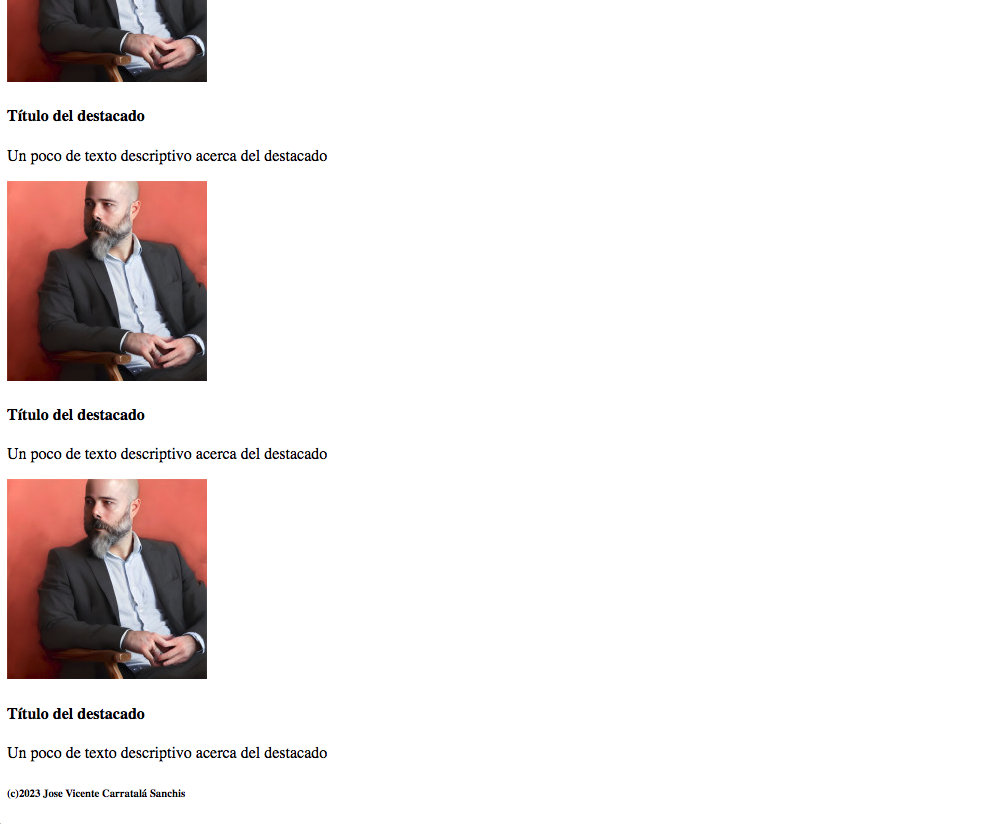 Título del destacado
Un poco de texto descriptivo acerca del destacado
Título del destacado
Un poco de texto descriptivo acerca del destacado
Título del destacado
Un poco de texto descriptivo acerca del destacado
(c)2023 Jose Vicente Carratalá Sanchis